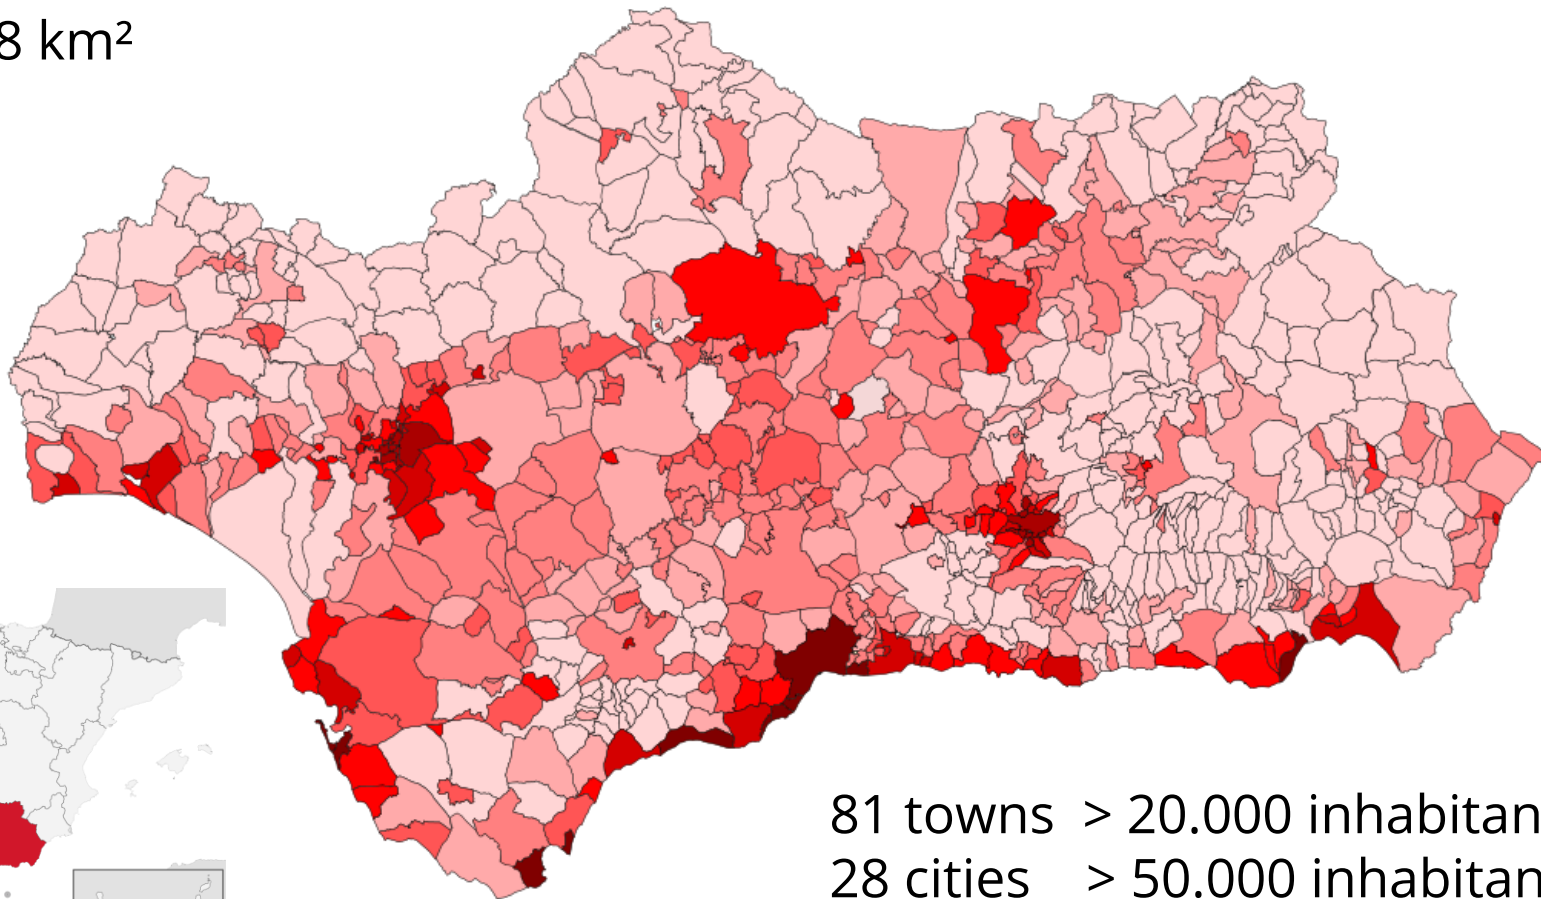 8 km²
81 towns > 20.000 inhabitan
28 cities > 50.000 inhabitan